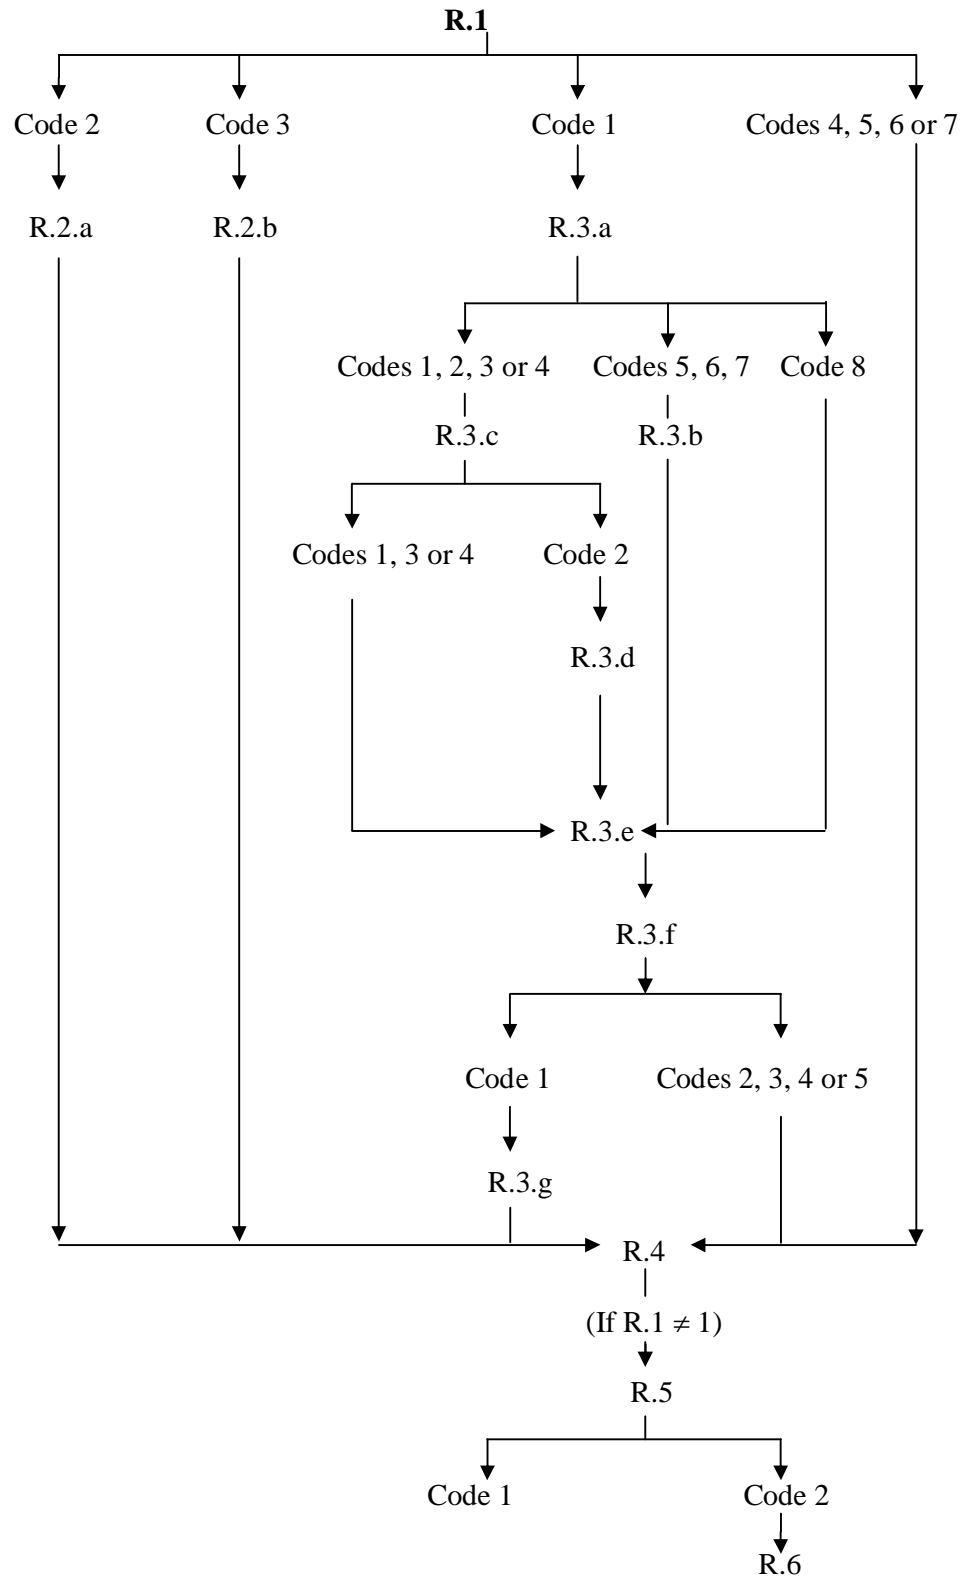 R.1
Code 2 Code 3 Code 1 Codes 4, 5, 6 or 7
R.2.a R.2.b R.3.a
Codes 1, 2, 3 or 4 Codes 5, 6, 7 Code 8
R.3.c R.3.b
Codes 1, 3 or 4 Code 2
R.3.d
R.3.e
R.3.f
Code 1 Codes 2, 3, 4 or 5
R.3.g
R.4
(If R.1 ≠ 1)
R.5
Code 1 Code 2
R.6